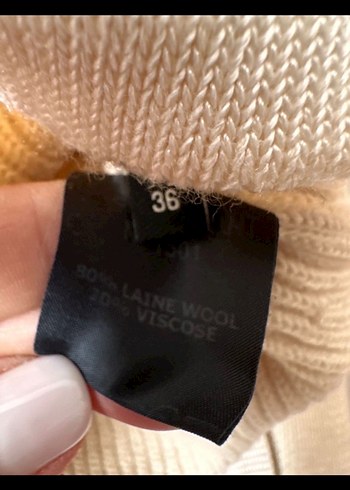 36
80% LAINE WOOL
20% VISCOSE